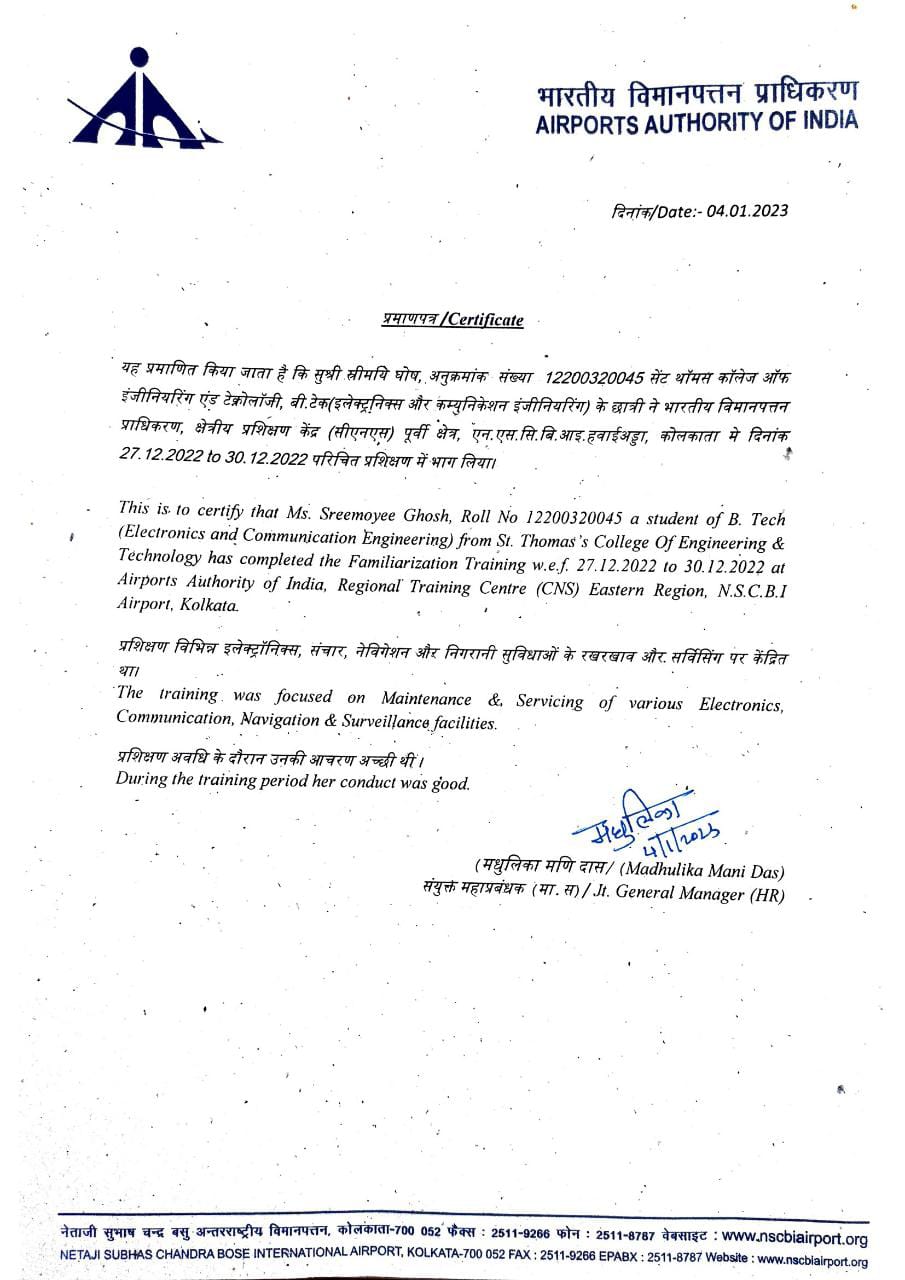 भारतीय विमानपत्तन प्राधिकरण
AIRPORTS AUTHORITY OF INDIA
दिनांक/Date:- 04.01.2023
प्रमाणपत्र/Certificate
यह प्रमाणित किया जाता है कि सुश्री स्रीमयि घोष, अनुक्रमांक संख्या 12200320045 सेंट थॉमस कॉलेज ऑफ
इंजीनियरिंग एंड टेक्नोलॉजी, बी.टेक(इलेक्ट्रनिक्स और कम्युनिकेशन इंजीनियरिंग) के छात्री ने भारतीय विमानपत्तन
प्राधिकरण, क्षेत्रीय प्रशिक्षण केंद्र (सीएनएस) पूर्वी क्षेत्र, एन.एस.सि.बि.आइ.हवाईअड्डा, कोलकाता मे दिनांक
27.12.2022 to 30.12.2022 परिचित प्रशिक्षण में भाग लिया।
This is to certify that Ms. Sreemoyee Ghosh, Roll No 12200320045 a student of B. Tech
(Electronics and Communication Engineering) from St. Thomas's College Of Engineering &
Technology has completed the Familiarization Training w.e.f. 27.12.2022 to 30.12.2022 at
Airports Authority of India, Regional Training Centre (CNS) Eastern Region, N.S.C.B.I
Airport, Kolkata.
प्रशिक्षण विभिन्न इलेक्ट्रॉनिक्स, संचार, नेविगेशन और निगरानी सुविधाओं के रखरखाव और सर्विसिंग पर केंद्रित
था।
The training was focused on Maintenance & Servicing of various Electronics,
Communication, Navigation & Surveillance facilities.
प्रशिक्षण अवधि के दौरान उनकी आचरण अच्छी थीं।
During the training period her conduct was good.
मधुलिका
4/1/2023
(मधुलिका मणि दास/ (Madhulika Mani Das)
संयुक्त महाप्रबंधक (मा. स)/ Jt. General Manager (HR)
नेताजी सुभाष चन्द्र बसु अन्तरराष्ट्रीय विमानपत्तन, कोलकाता-700 052 फैक्स : 2511-9266 फोन : 2511-8787 वेबसाइट : www.nscbiairport.org
NETAJI SUBHAS CHANDRA BOSE INTERNATIONAL AIRPORT, KOLKATA-700 052 FAX : 2511-9266 EPABX : 2511-8787 Website : www.nscbiairport.org